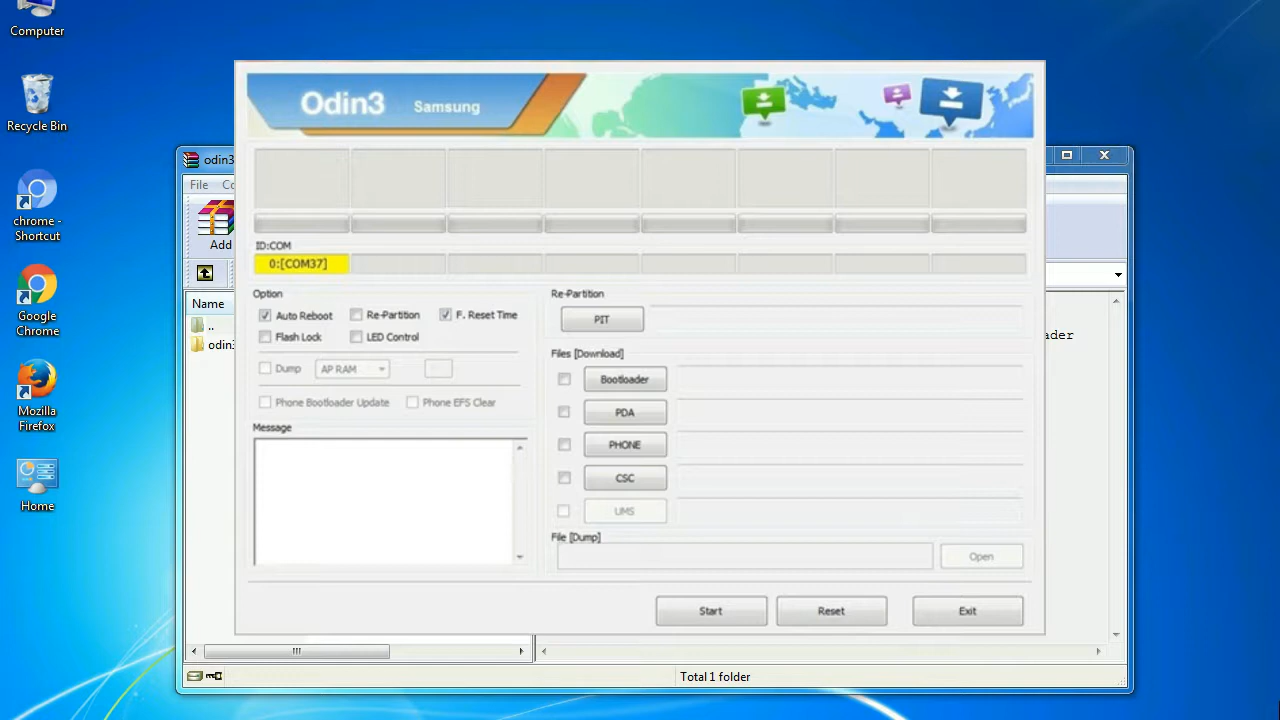 Computer
Recycle Bin
chrome -
Shortcut
Google
Chrome
Mozilla
Firefox
Home
odin3
File
Add
Name
..
odin3
Odin3 Samsung
ID:COM
0:[COM37]
Option
Auto Reboot Re-Partition F. Reset Time
Flash Lock LED Control
Dump AP RAM
Phone Bootloader Update Phone EFS Clear
Message
Re-Partition
PIT
Files [Download]
Bootloader
PDA
PHONE
CSC
UMS
File [Dump]
Open
Start Reset Exit
ader
Total 1 folder